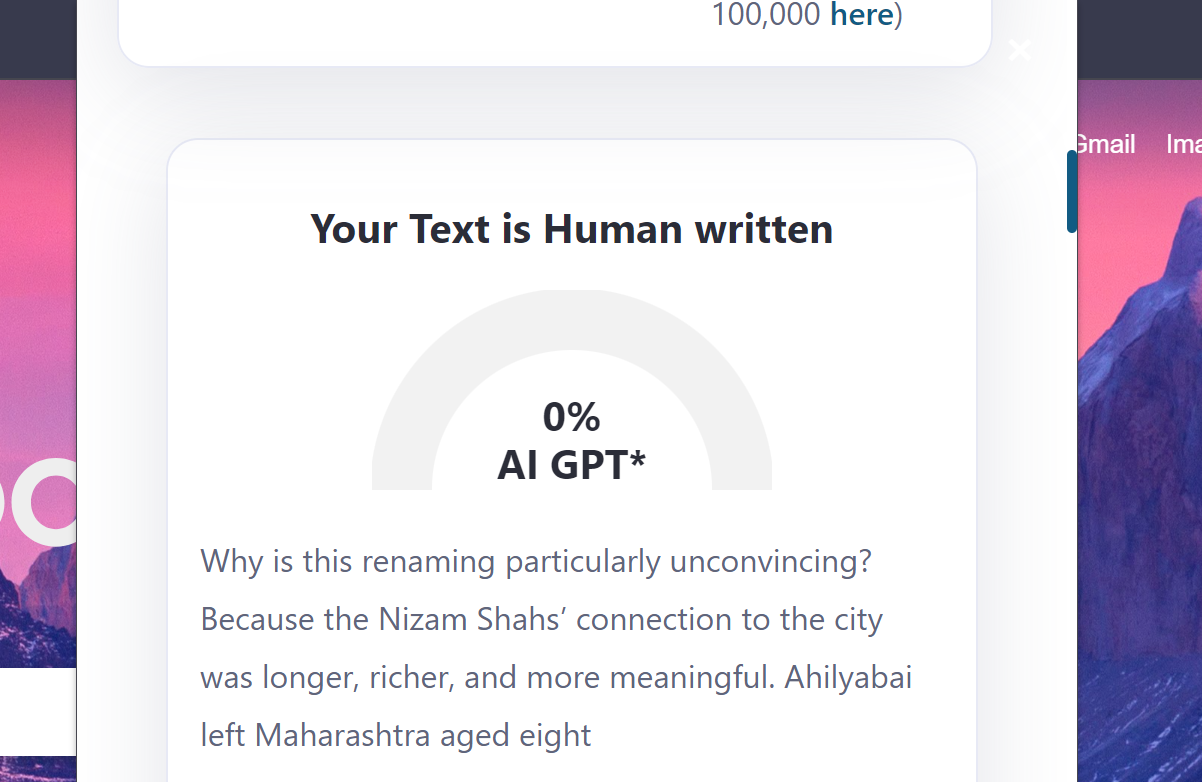 100,000 here)
Gmail
Your Text is Human written
0%
AI GPT*
Why is this renaming particularly unconvincing?
Because the Nizam Shahs’ connection to the city
was longer, richer, and more meaningful. Ahilyabai
left Maharashtra aged eight